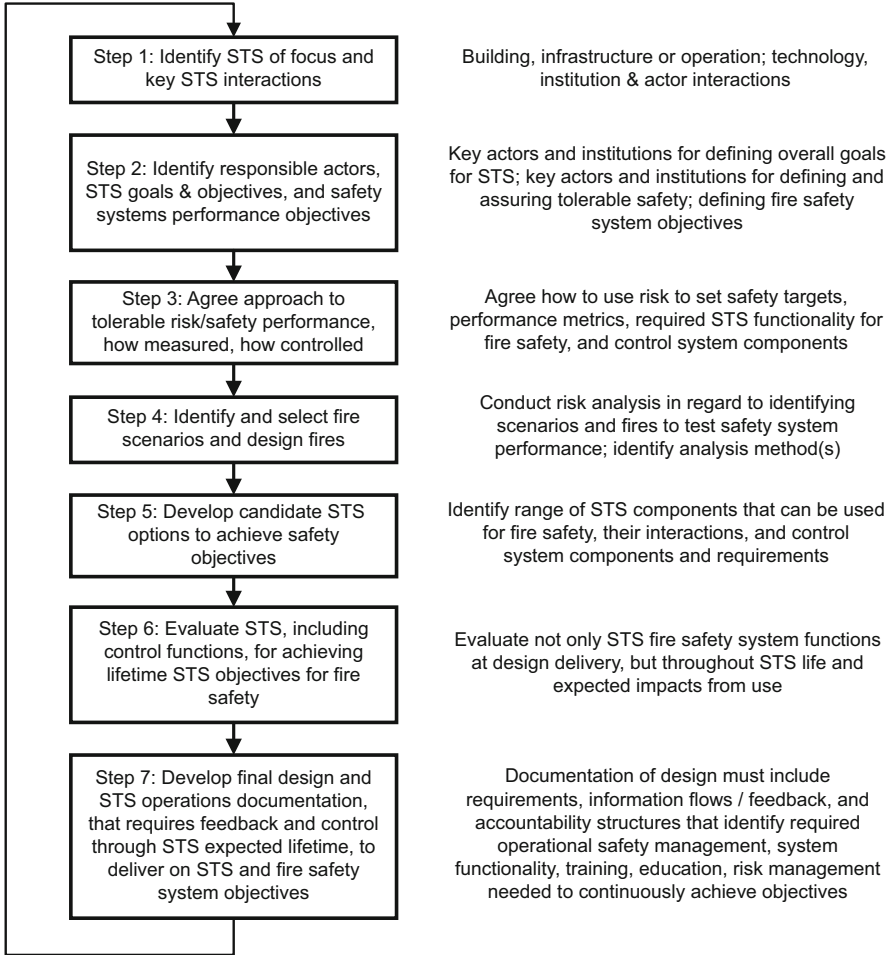 Step 1: Identify STS of focus and
key STS interactions
Building, infrastructure or operation; technology,
institution & actor interactions
Step 2: Identify responsible actors,
STS goals & objectives, and safety
systems performance objectives
Key actors and institutions for defining overall goals
for STS; key actors and institutions for defining and
assuring tolerable safety; defining fire safety
system objectives
Step 3: Agree approach to
tolerable risk/safety performance,
how measured, how controlled
Agree how to use risk to set safety targets,
performance metrics, required STS functionality for
fire safety, and control system components
Step 4: Identify and select fire
scenarios and design fires
Conduct risk analysis in regard to identifying
scenarios and fires to test safety system
performance; identify analysis method(s)
Step 5: Develop candidate STS
options to achieve safety
objectives
Identify range of STS components that can be used
for fire safety, their interactions, and control
system components and requirements
Step 6: Evaluate STS, including
control functions, for achieving
lifetime STS objectives for fire
safety
Evaluate not only STS fire safety system functions
at design delivery, but throughout STS life and
expected impacts from use
Step 7: Develop final design and
STS operations documentation,
that requires feedback and control
through STS expected lifetime, to
deliver on STS and fire safety
system objectives
Documentation of design must include
requirements, information flows / feedback, and
accountability structures that identify required
operational safety management, system
functionality, training, education, risk management
needed to continuously achieve objectives